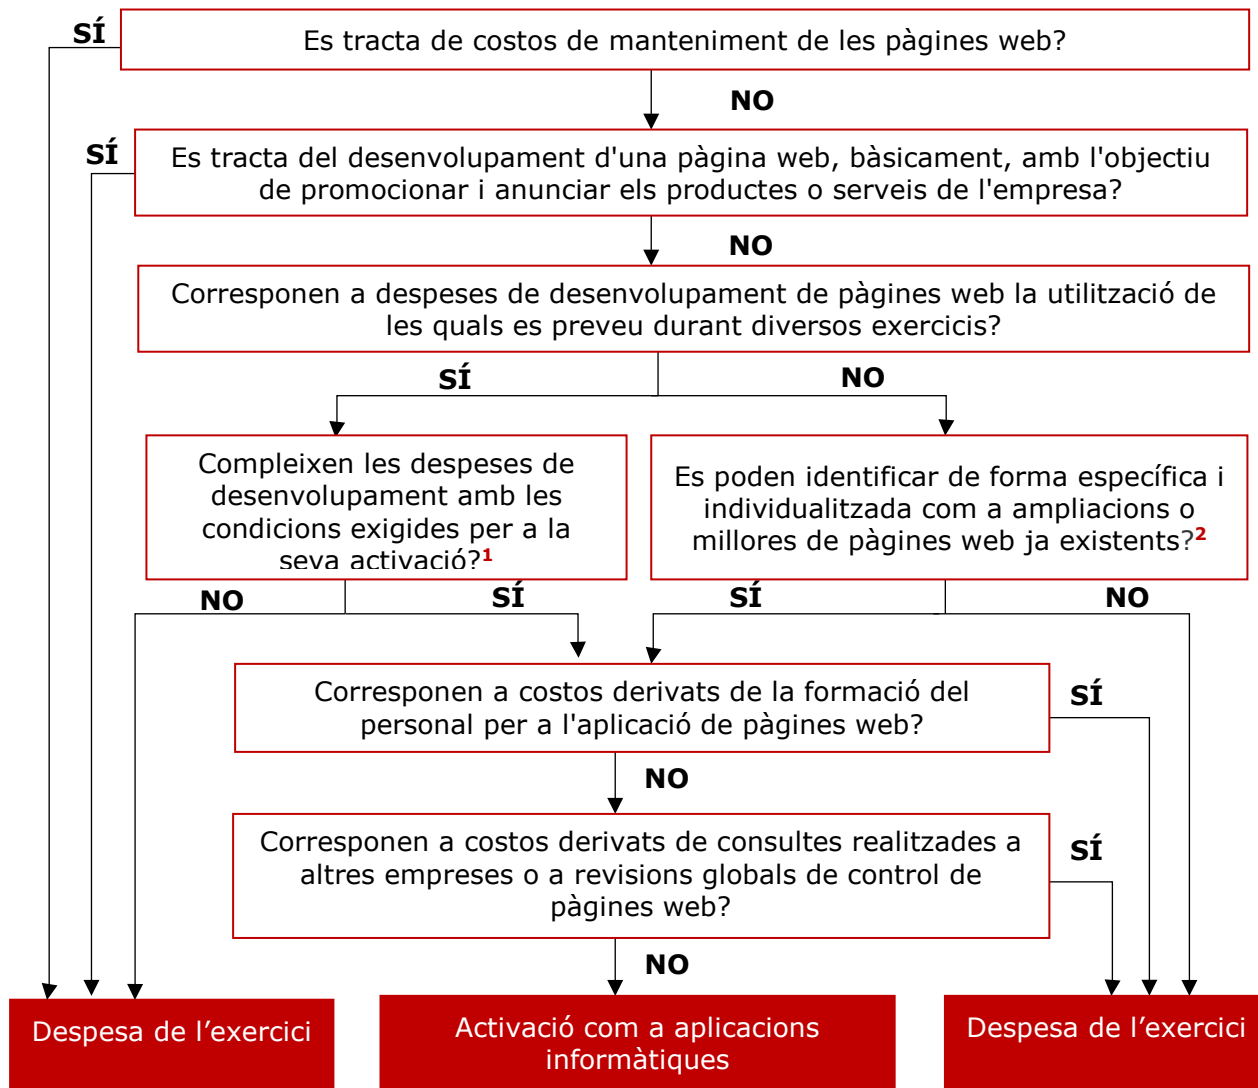 SÍ
Es tracta de costos de manteniment de les pàgines web?
NO
SÍ
Es tracta del desenvolupament d'una pàgina web, bàsicament, amb l'objectiu
de promocionar i anunciar els productes o serveis de l'empresa?
NO
Corresponen a despeses de desenvolupament de pàgines web la utilització de
les quals es preveu durant diversos exercicis?
SÍ
NO
Compleixen les despeses de
desenvolupament amb les
condicions exigides per a la
seva activació?1
Es poden identificar de forma específica i
individualitzada com a ampliacions o
millores de pàgines web ja existents?2
NO
SÍ
SÍ
NO
Corresponen a costos derivats de la formació del
personal per a l'aplicació de pàgines web?
SÍ
NO
Corresponen a costos derivats de consultes realitzades a
altres empreses o a revisions globals de control de
pàgines web?
SÍ
NO
Despesa de l’exercici
Activació com a aplicacions
informàtiques
Despesa de l’exercici